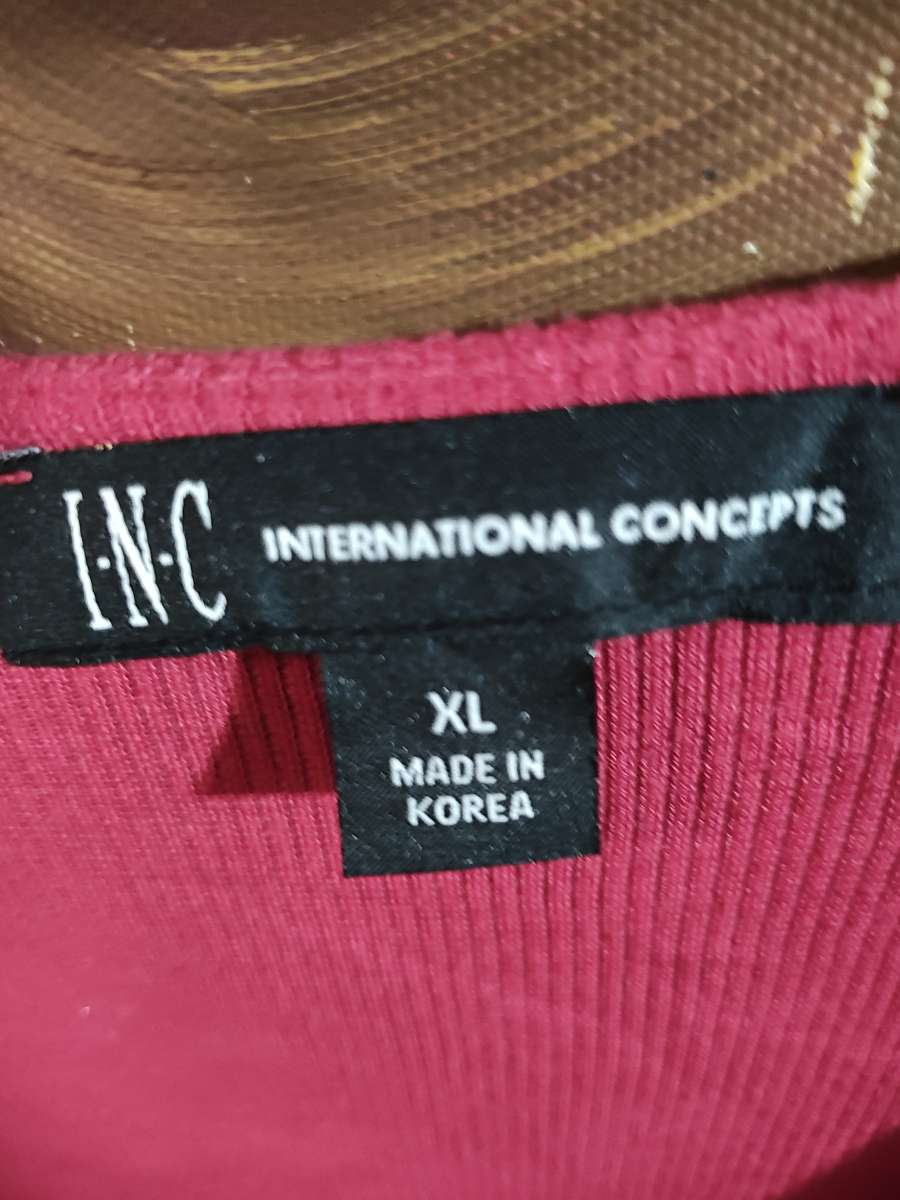 I·N·C INTERNATIONAL CONCEPTS
XL
MADE IN
KOREA